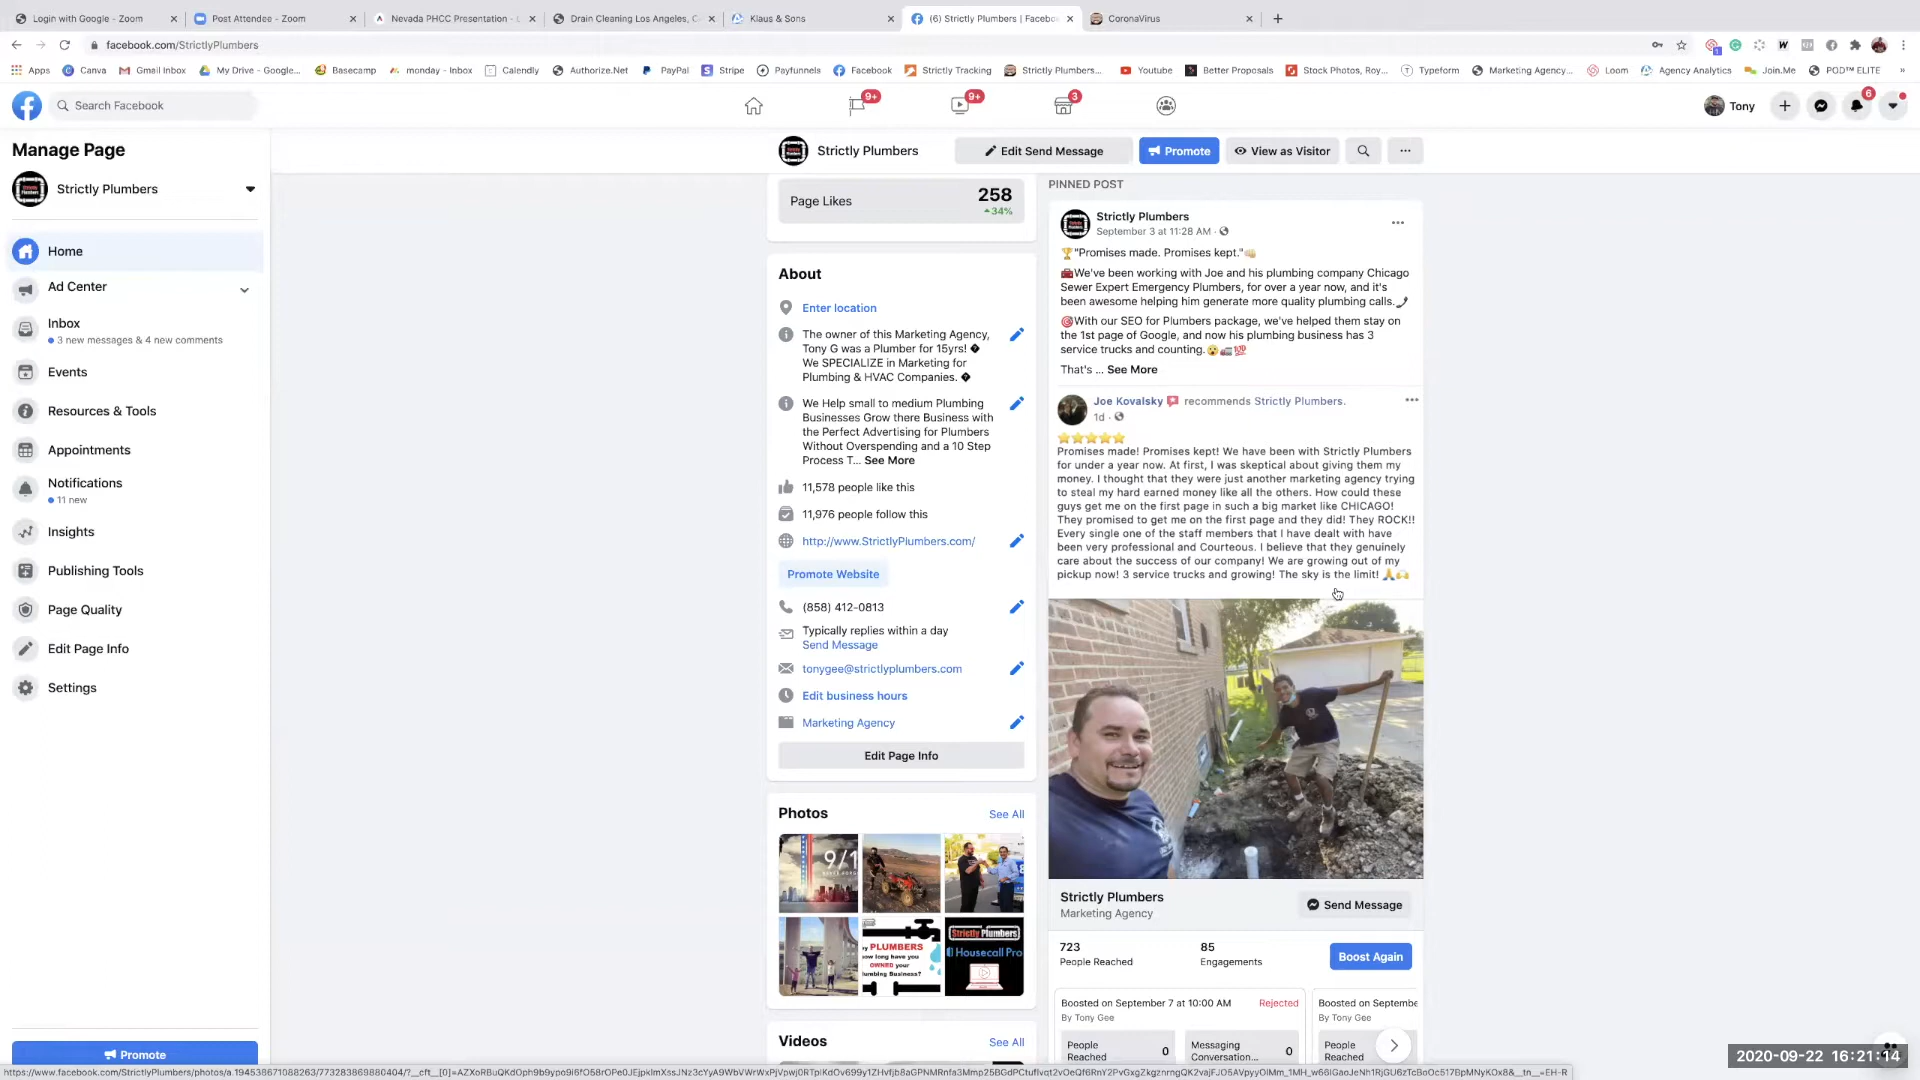 Login with Google - Zoom
Post Attendee - Zoom
Nevada PHCC Presentation -
Drain Cleaning Los Angeles, C
Klaus & Sons
(6) Strictly Plumbers | Facebo
CoronaVirus
facebook.com/StrictlyPlumbers
Apps
Canva
Gmail Inbox
My Drive - Google...
Basecamp
monday - Inbox
Calendly
Authorize.Net
PayPal
Stripe
Payfunnels
Facebook
Strictly Tracking
Strictly Plumbers...
Youtube
Better Proposals
Stock Photos, Roy...
Typeform
Marketing Agency...
Loom
Agency Analytics
Join.Me
POD™ ELITE
Search Facebook
9+
9+
3
Tony
6
Manage Page
Strictly Plumbers
Home
Ad Center
Inbox
3 new messages & 4 new comments
Events
Resources & Tools
Appointments
Notifications
11 new
Insights
Publishing Tools
Page Quality
Edit Page Info
Settings
Promote
Strictly Plumbers
Edit Send Message
Promote
View as Visitor
Page Likes
258
34%
About
Enter location
The owner of this Marketing Agency,
Tony G was a Plumber for 15yrs! �
We SPECIALIZE in Marketing for
Plumbing & HVAC Companies. �
We Help small to medium Plumbing
Businesses Grow there Business with
the Perfect Advertising for Plumbers
Without Overspending and a 10 Step
Process T... See More
11,578 people like this
11,976 people follow this
http://www.StrictlyPlumbers.com/
Promote Website
(858) 412-0813
Typically replies within a day
Send Message
tonygee@strictlyplumbers.com
Edit business hours
Marketing Agency
Edit Page Info
Photos
See All
9/1
PLUMBERS
ow long have you
OWNED your
lumbing Business?
Strictly Plumbers
Housecall Pro
Videos
See All
PINNED POST
Strictly Plumbers
September 3 at 11:28 AM ·
🏆"Promises made. Promises kept."👊🏼
🧰We've been working with Joe and his plumbing company Chicago
Sewer Expert Emergency Plumbers, for over a year now, and it's
been awesome helping him generate more quality plumbing calls.🤳
🎯With our SEO for Plumbers package, we've helped them stay on
the 1st page of Google, and now his plumbing business has 3
service trucks and counting.😮🚛💯
That's ... See More
Joe Kovalsky recommends Strictly Plumbers.
1d ·
⭐⭐⭐⭐⭐
Promises made! Promises kept! We have been with Strictly Plumbers
for under a year now. At first, I was skeptical about giving them my
money. I thought that they were just another marketing agency trying
to steal my hard earned money like all the others. How could these
guys get me on the first page in such a big market like CHICAGO!
They promised to get me on the first page and they did! They ROCK!!
Every single one of the staff members that I have dealt with have
been very professional and Courteous. I believe that they genuinely
care about the success of our company! We are growing out of my
pickup now! 3 service trucks and growing! The sky is the limit! 🙏🙌
Strictly Plumbers
Marketing Agency
Send Message
723
People Reached
85
Engagements
Boost Again
Boosted on September 7 at 10:00 AM
Rejected
By Tony Gee
People
Reached
0
Messaging
Conversation...
0
Boosted on Septembe
By Tony Gee
People
Reached
2020-09-22 16:21:14